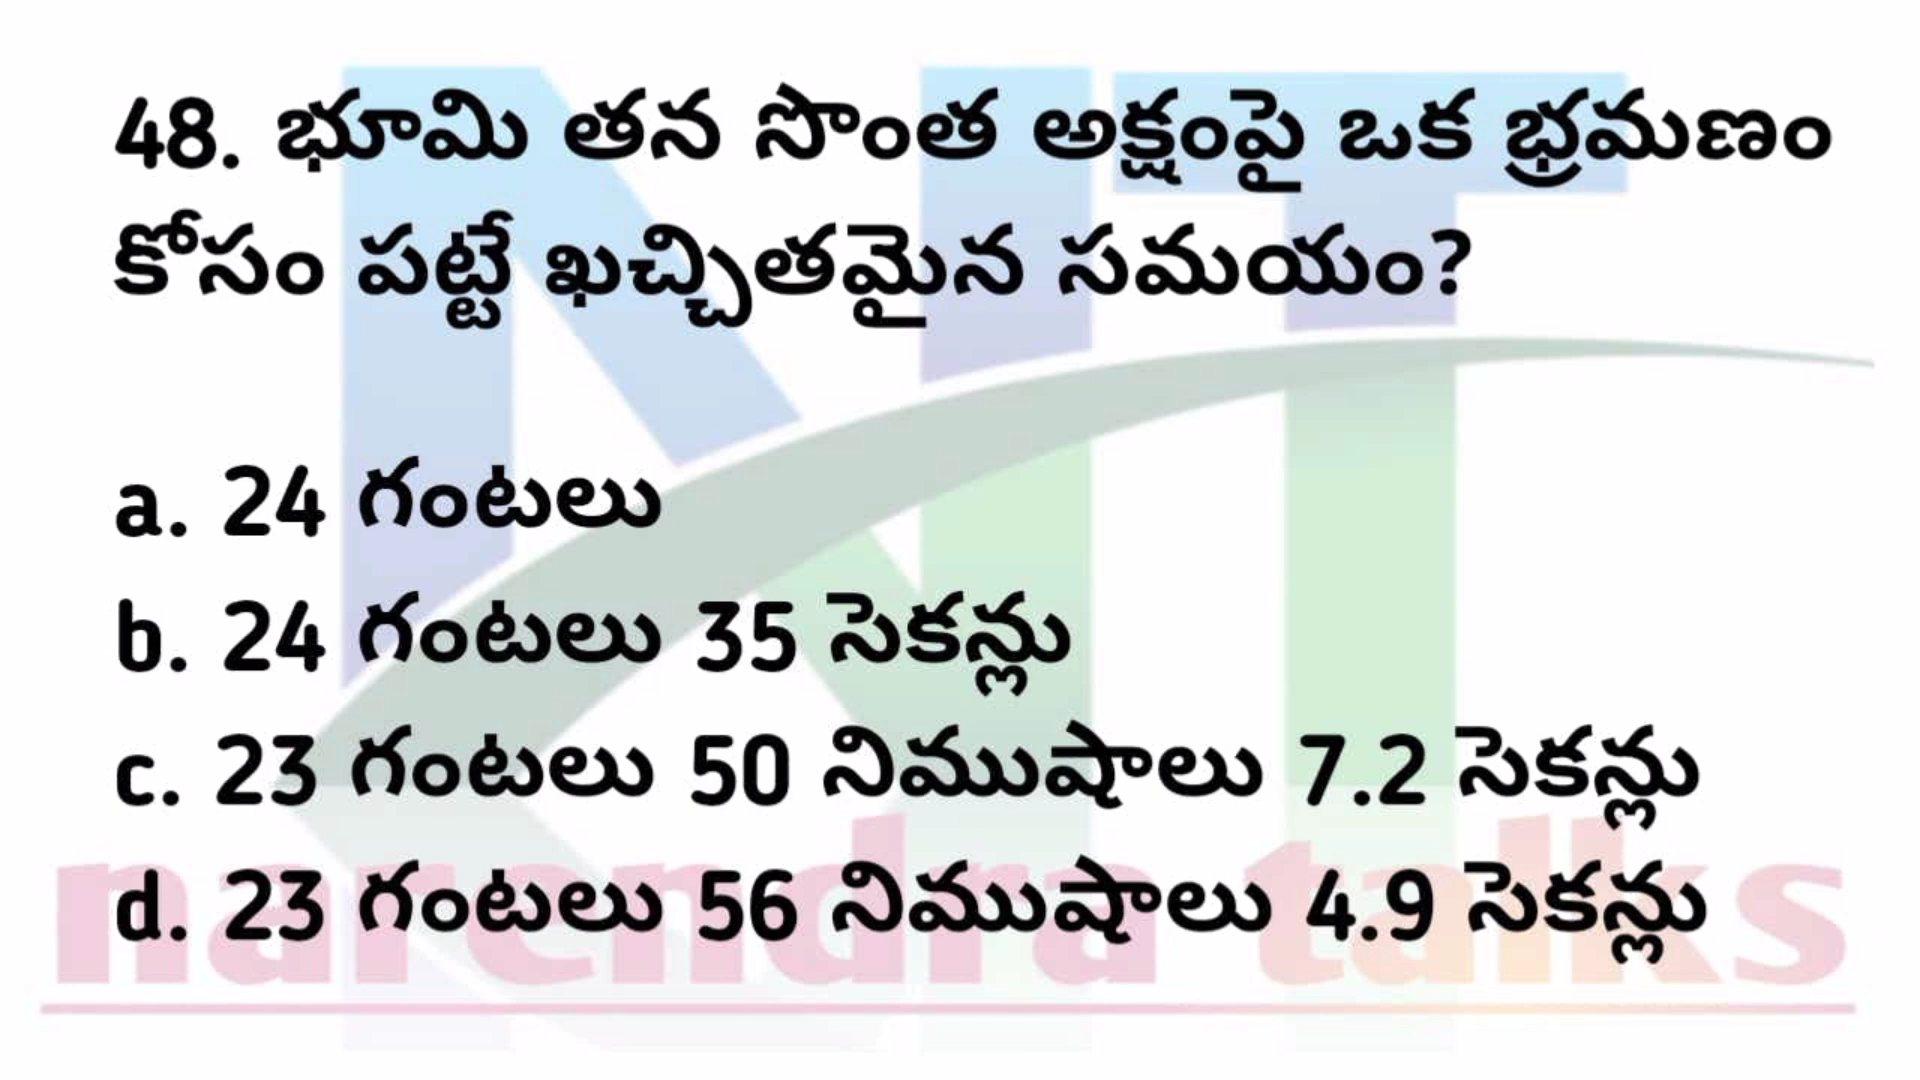 48. భూమి తన సొంత అక్షంపై ఒక భ్రమణం
కోసం పట్టే ఖచ్చితమైన సమయం?
a. 24 గంటలు
b. 24 గంటలు 35 సెకన్లు
c. 23 గంటలు 50 నిముషాలు 7.2 సెకన్లు
d. 23 గంటలు 56 నిముషాలు 4.9 సెకన్లు
NT
narendra talks